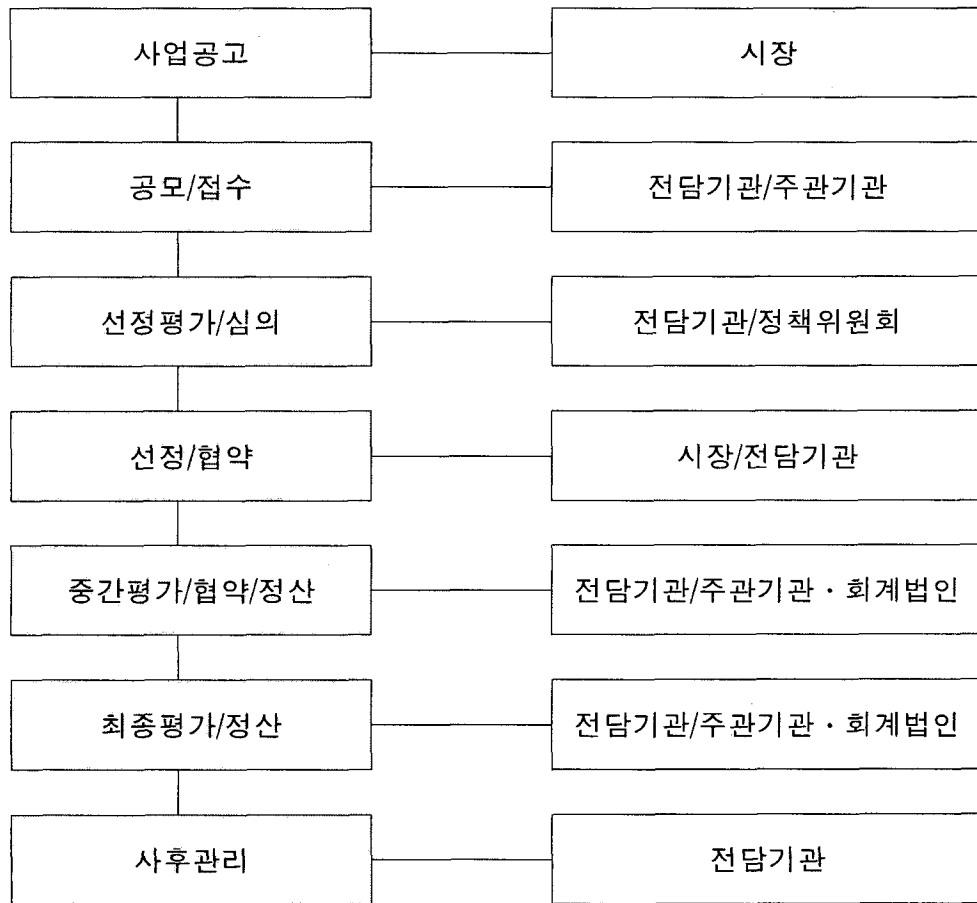 사업공고
시장
공모/접수
전담기관/주관기관
선정평가/심의
전담기관/정책위원회
선정/협약
시장/전담기관
중간평가/협약/정산
전담기관/주관기관 · 회계법인
최종평가/정산
전담기관/주관기관 · 회계법인
사후관리
전담기관